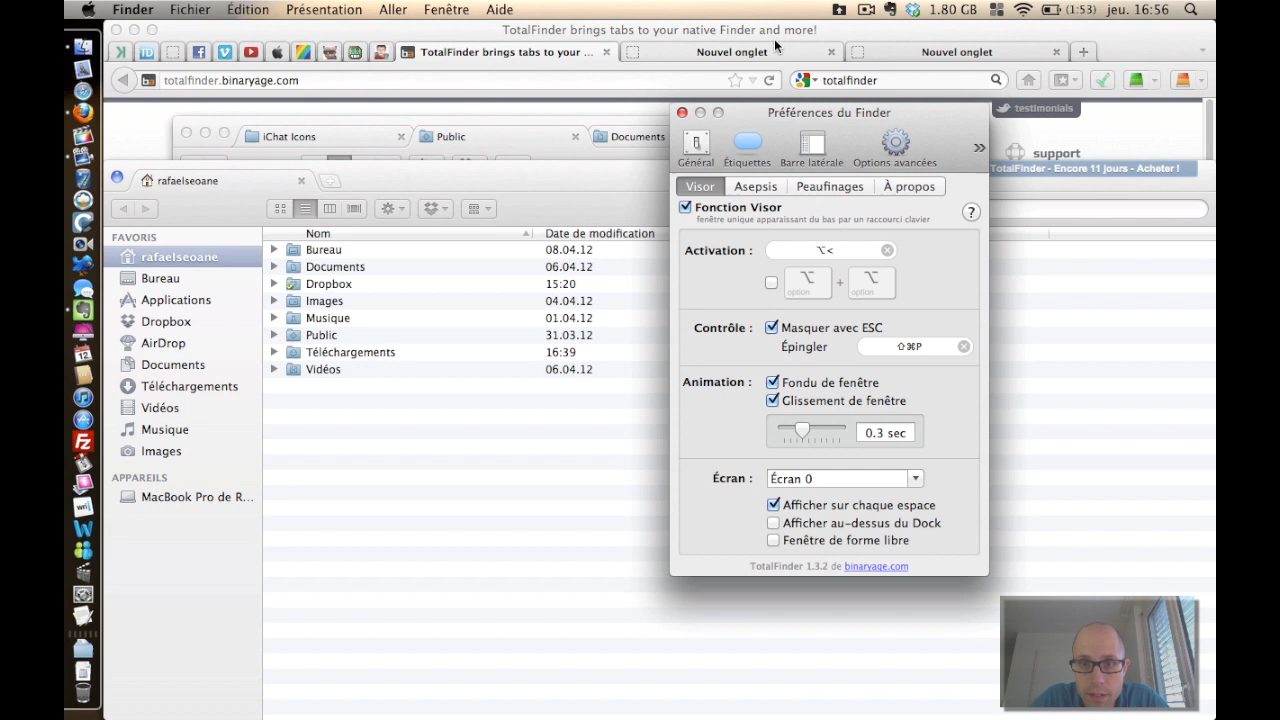 Finder Fichier Édition Présentation Aller Fenêtre Aide 1.80 GB (1:53) jeu. 16:56
TotalFinder brings tabs to your native Finder and more!
TotalFinder brings tabs to your ... Nouvel onglet Nouvel onglet
totalfinder.binaryage.com totalfinder
testimonials
support
TotalFinder - Encore 11 jours - Acheter !
iChat Icons Public Documents
rafaelseoane
FAVORIS
rafaelseoane
Bureau
Applications
Dropbox
AirDrop
Documents
Téléchargements
Vidéos
Musique
Images
APPAREILS
MacBook Pro de R...
Nom Date de modification
Bureau 08.04.12
Documents 06.04.12
Dropbox 15:20
Images 04.04.12
Musique 01.04.12
Public 31.03.12
Téléchargements 16:39
Vidéos 06.04.12
Préférences du Finder
Général Étiquettes Barre latérale Options avancées »
Visor Asepsis Peaufinages À propos
Fonction Visor
fenêtre unique apparaissant du bas par un raccourci clavier
?
Activation : ⌥<
⌥ option + ⌥ option
Contrôle : Masquer avec ESC
Épingler ⇧⌘P
Animation : Fondu de fenêtre
Glissement de fenêtre
0.3 sec
Écran : Écran 0
Afficher sur chaque espace
Afficher au-dessus du Dock
Fenêtre de forme libre
TotalFinder 1.3.2 de binaryage.com